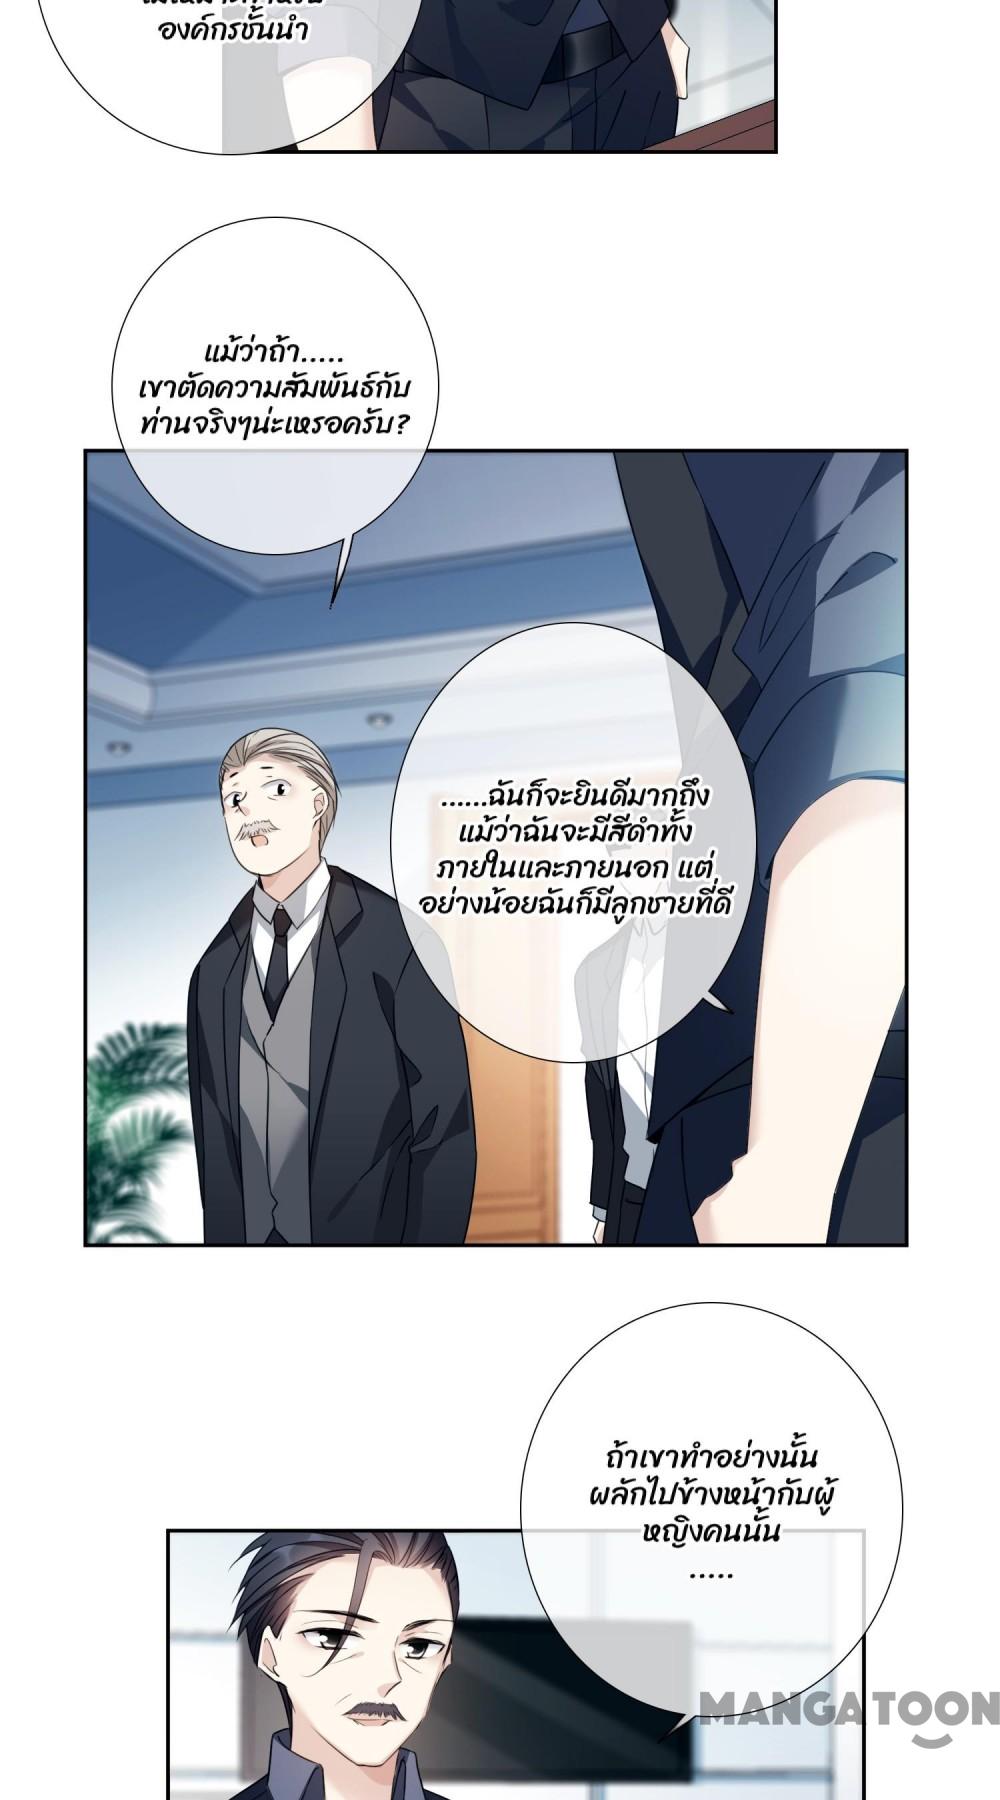 องค์กรชั้นนำ
แม้ว่าถ้า.....
เขาตัดความสัมพันธ์กับ
ท่านจริงๆน่ะเหรอครับ?
......ฉันก็จะยินดีมากถึง
แม้ว่าฉันจะมีสีดำทั้ง
ภายในและภายนอก แต่
อย่างน้อยฉันก็มีลูกชายที่ดี
ถ้าเขาทำอย่างนั้น
ผลักไปข้างหน้ากับผู้
หญิงคนนั้น
.....
MANGATOON